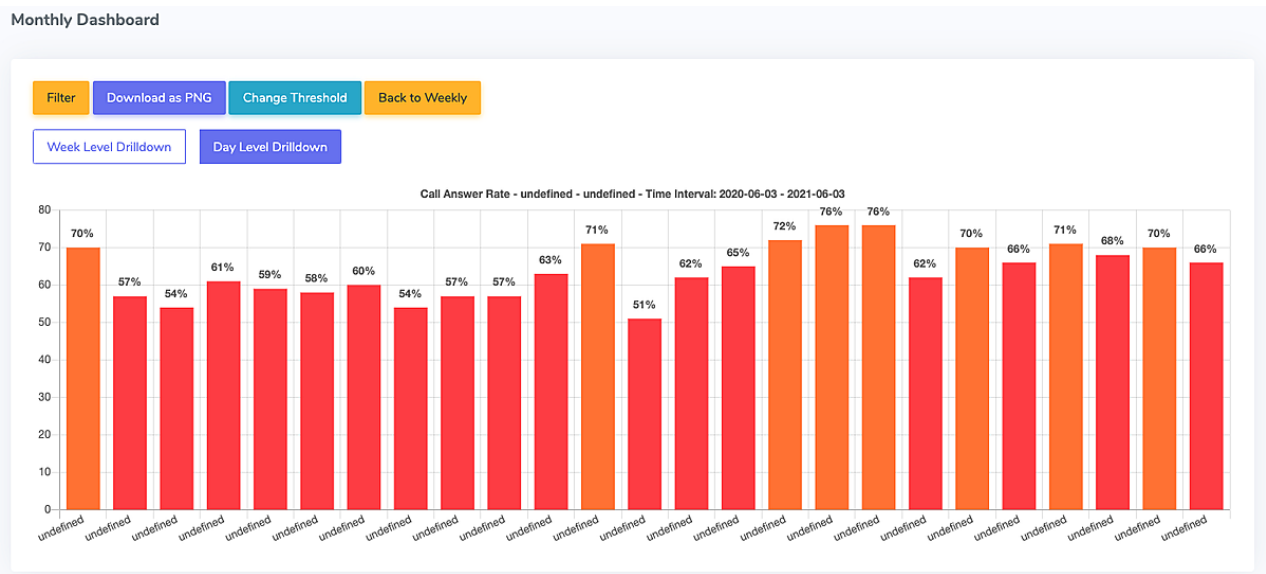 Monthly Dashboard
Filter Download as PNG Change Threshold Back to Weekly
Week Level Drilldown Day Level Drilldown
Call Answer Rate - undefined - undefined - Time Interval: 2020-06-03 - 2021-06-03
80
70
60
50
40
30
20
10
0
70% 57% 54% 61% 59% 58% 60% 54% 57% 57% 63% 71% 51% 62% 65% 72% 76% 76% 62% 70% 66% 71% 68% 70% 66%
undefined undefined undefined undefined undefined undefined undefined undefined undefined undefined undefined undefined undefined undefined undefined undefined undefined undefined undefined undefined undefined undefined undefined undefined undefined